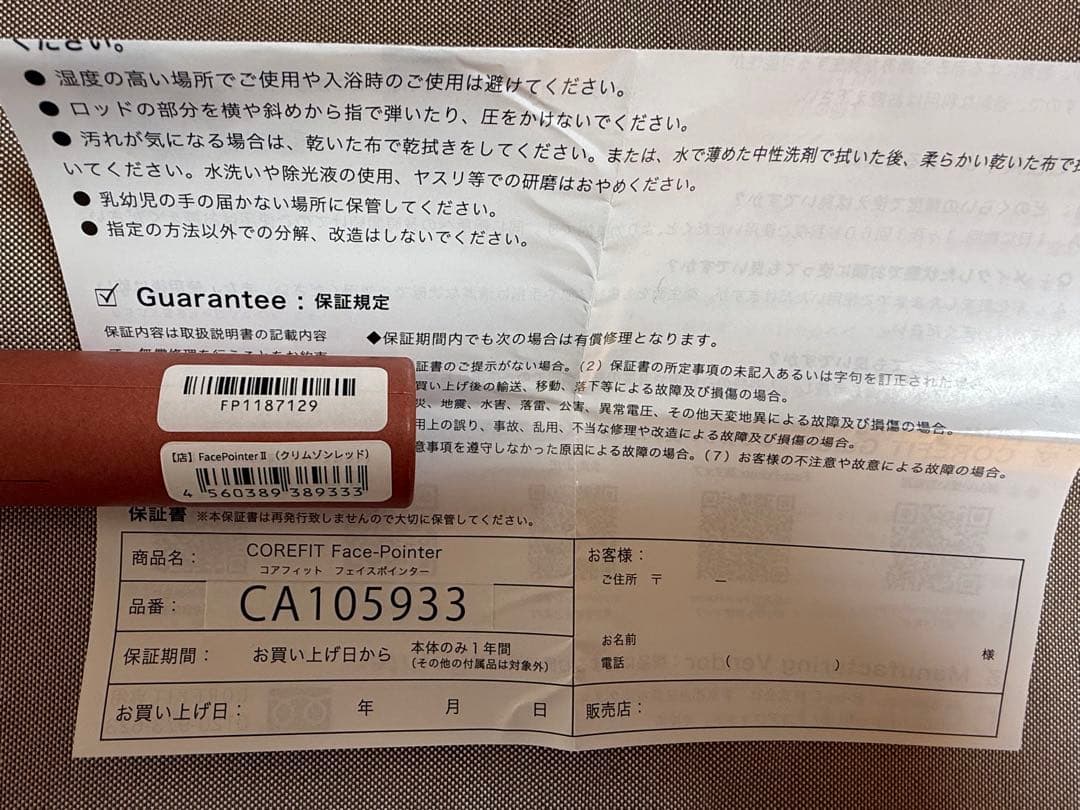 ください。
● 湿度の高い場所でご使用や入浴時のご使用は避けてください。
● ロッドの部分を横や斜めから指で弾いたり、圧をかけないでください。
● 汚れが気になる場合は、乾いた布で乾拭きをしてください。または、水で薄めた中性洗剤で拭いた後、柔らかい乾いた布で
いてください。水洗いや除光液の使用、ヤスリ等での研磨はおやめください。
● 乳幼児の手の届かない場所に保管してください。
● 指定の方法以外での分解、改造はしないでください。
Guarantee : 保証規定
保証内容は取扱説明書の記載内容
◆保証期間内でも次の場合は有償修理となります。
証書のご提示がない場合。(2) 保証書の所定事項の未記入あるいは字句を訂正された
買い上げ後の輸送、移動、落下等による故障及び損傷の場合。
災、地震、水害、落雷、公害、異常電圧、その他天変地異による故障及び損傷の場合。
用上の誤り、事故、乱用、不当な修理や改造による故障及び損傷の場合。
意事項を遵守しなかった原因による故障の場合。(7) お客様の不注意や故意による故障の場合。
FP1187129
【店】FacePointerⅡ (クリムゾンレッド)
4 560389 389333
保証書 ※本保証書は再発行致しませんので大切に保管してください。
商品名： COREFIT Face-Pointer
コアフィット フェイスポインター
品番： CA105933
保証期間： お買い上げ日から 本体のみ1年間
(その他の付属品は対象外)
お買い上げ日： 年 月 日
お客様：
ご住所 〒 ―
お名前
様
電話 ( )
販売店：